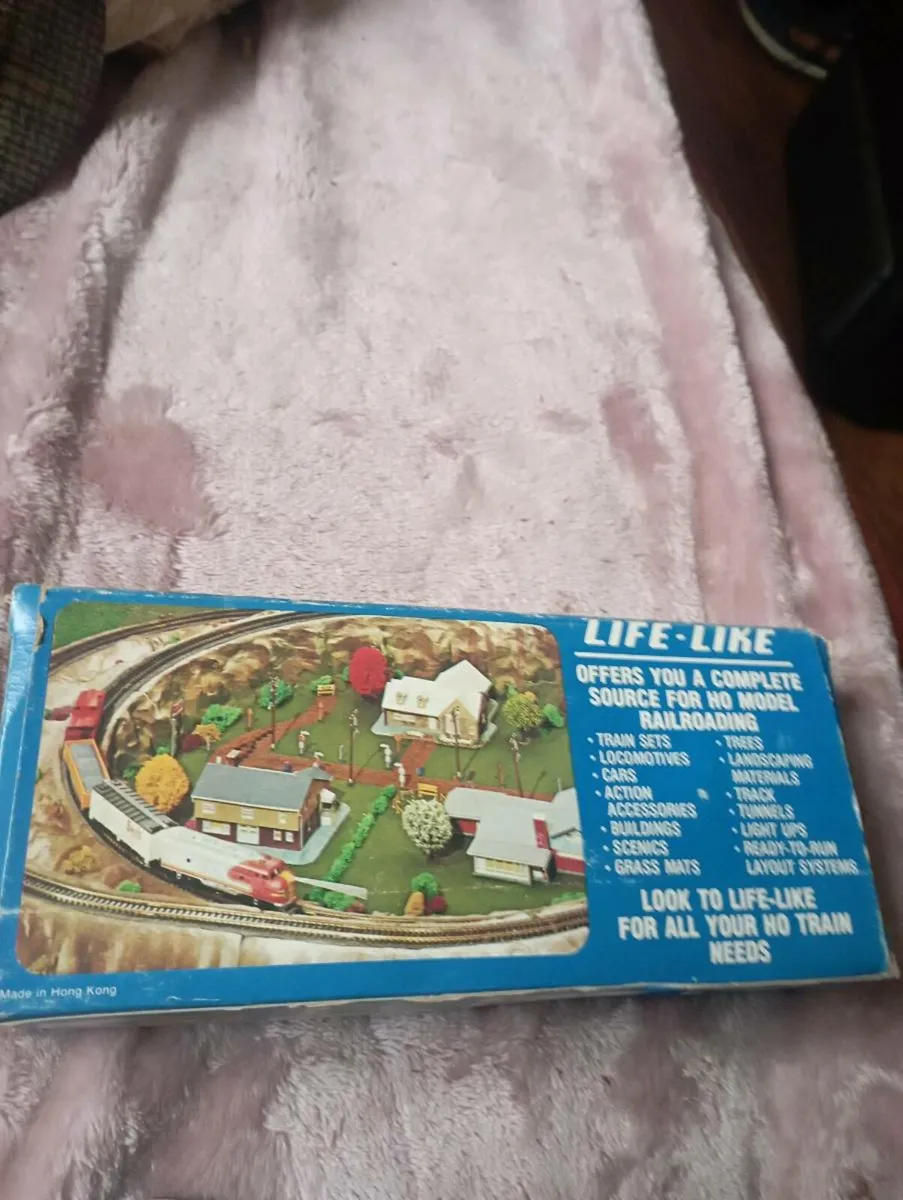 LIFE-LIKE
OFFERS YOU A COMPLETE
SOURCE FOR HO MODEL
RAILROADING
• TRAIN SETS
• LOCOMOTIVES
• CARS
• ACTION
ACCESSORIES
• BUILDINGS
• SCENICS
• GRASS MATS
• TREES
• LANDSCAPING
MATERIALS
• TRACK
• TUNNELS
• LIGHT UPS
• READY-TO-RUN
LAYOUT SYSTEMS
LOOK TO LIFE-LIKE
FOR ALL YOUR HO TRAIN
NEEDS
Made in Hong Kong